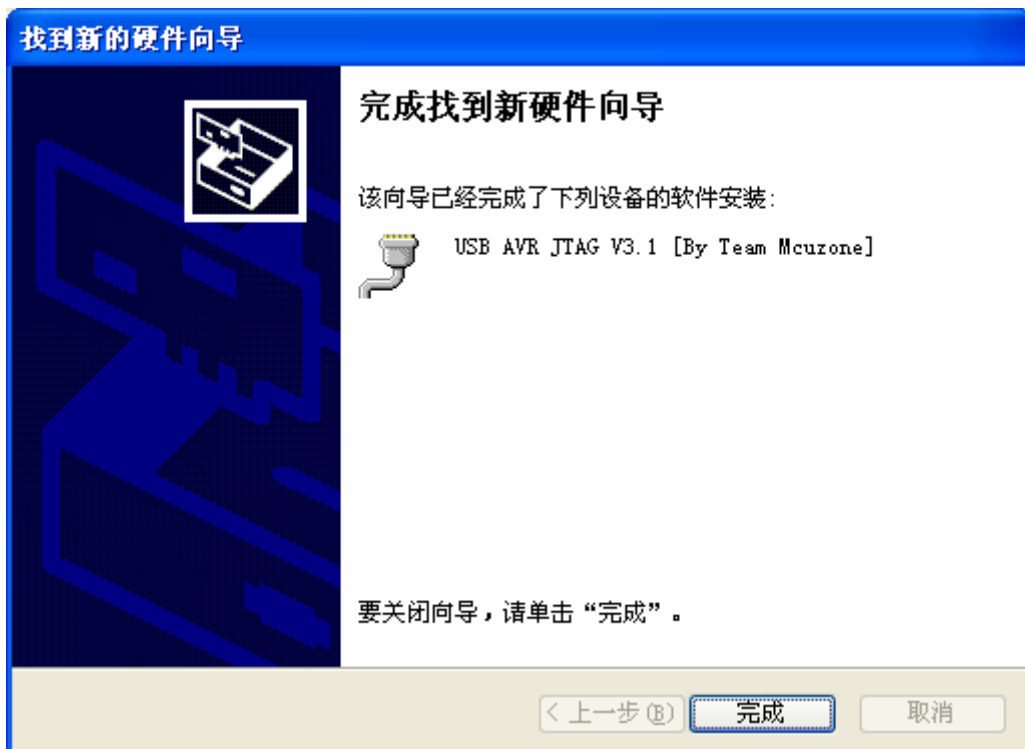 找到新的硬件向导
完成找到新硬件向导
该向导已经完成了下列设备的软件安装:
USB AVR JTAG V3.1 [By Team Mcuzone]
要关闭向导，请单击“完成”。
< 上一步(B)
完成
取消